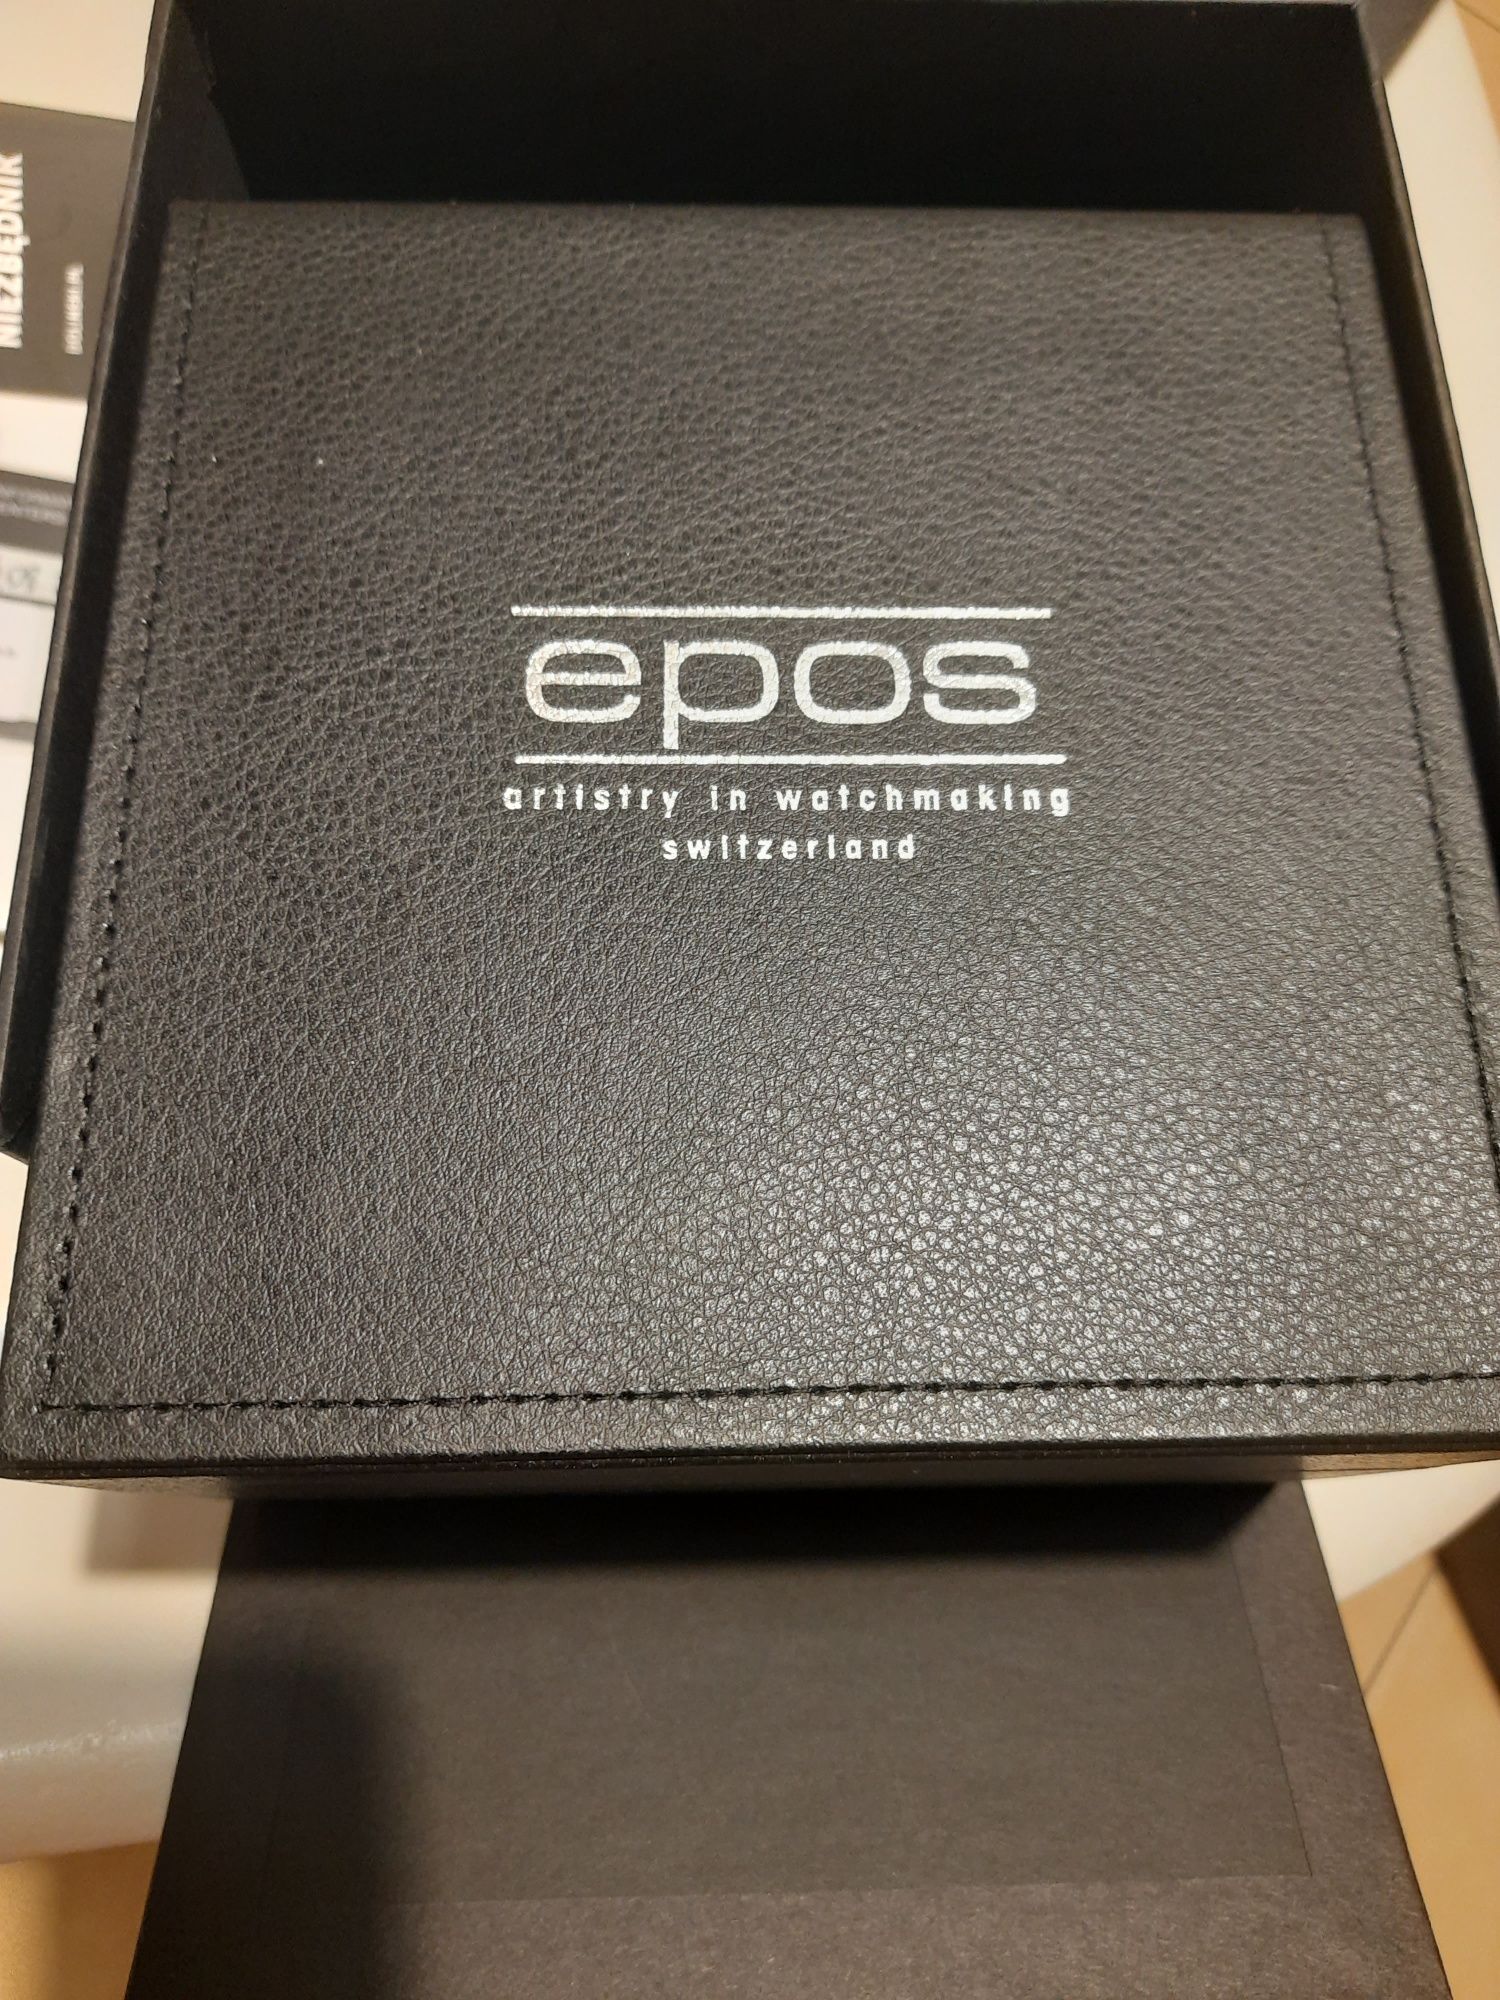 NIEZBĘDNIK
epos
artistry in watchmaking
switzerland